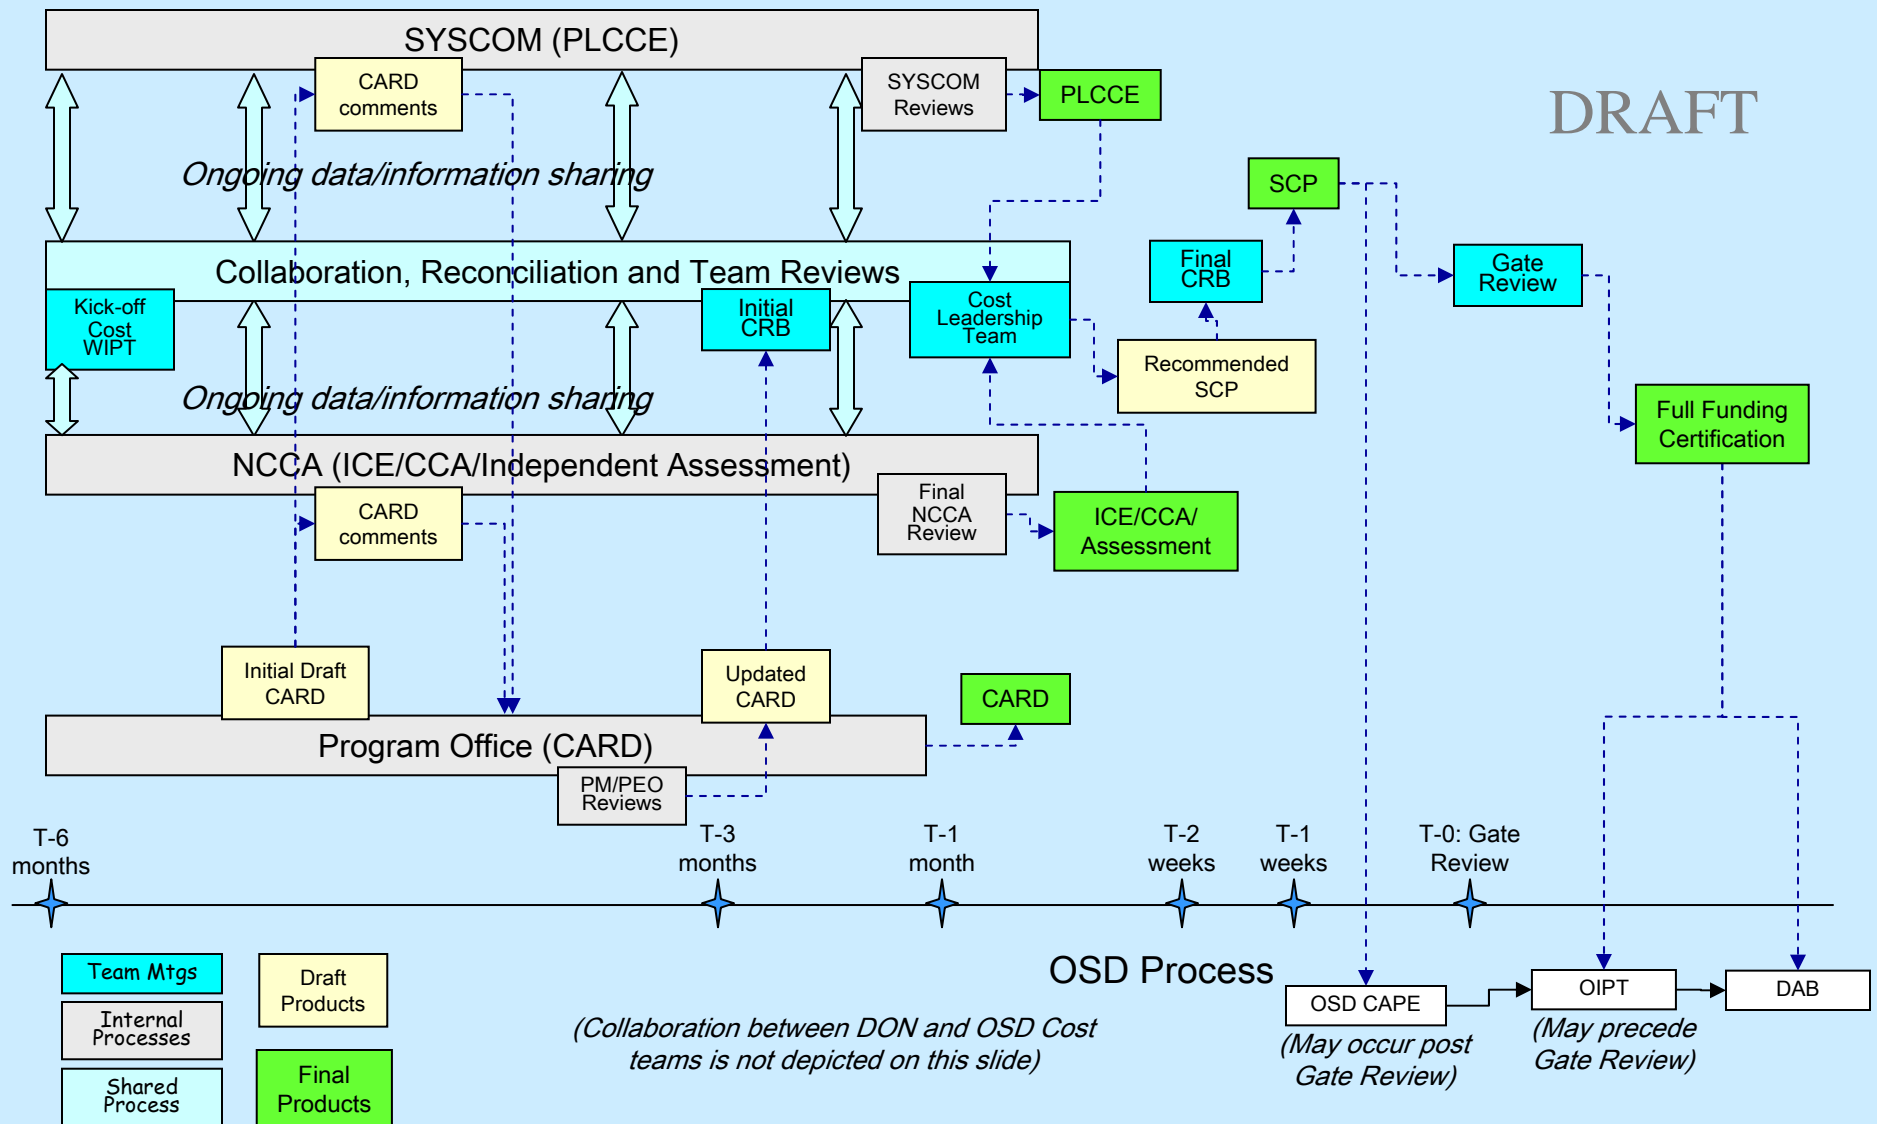 SYSCOM (PLCCE)
CARD
comments
SYSCOM
Reviews
PLCCE
DRAFT
Ongoing data/information sharing
SCP
Collaboration, Reconciliation and Team Reviews
Kick-off
Cost
WIPT
Initial
CRB
Cost
Leadership
Team
Final
CRB
Gate
Review
Recommended
SCP
Ongoing data/information sharing
Full Funding
Certification
NCCA (ICE/CCA/Independent Assessment)
CARD
comments
Final
NCCA
Review
ICE/CCA/
Assessment
Initial Draft
CARD
Updated
CARD
CARD
Program Office (CARD)
PM/PEO
Reviews
T-6
months
T-3
months
T-1
month
T-2
weeks
T-1
weeks
T-0: Gate
Review
Team Mtgs
Internal
Processes
Shared
Process
Draft
Products
Final
Products
OSD Process
(Collaboration between DON and OSD Cost
teams is not depicted on this slide)
OSD CAPE
(May occur post
Gate Review)
OIPT
(May precede
Gate Review)
DAB